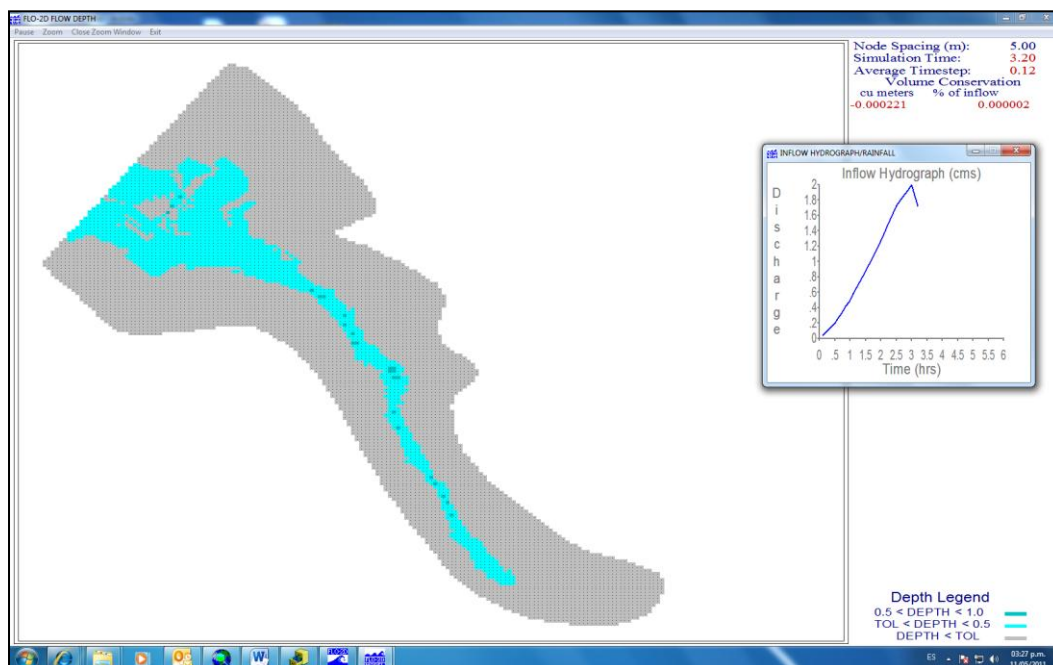 FLO-2D FLOW DEPTH
Pause Zoom Close Zoom Window Exit
Node Spacing (m): 5.00
Simulation Time: 3.20
Average Timestep: 0.12
Volume Conservation
cu meters % of inflow
-0.000221 0.000002
INFLOW HYDROGRAPH/RAINFALL
Inflow Hydrograph (cms)
Discharge
2
1.8
1.6
1.4
1.2
1
.8
.6
.4
.2
0
0 .5 1 1.5 2 2.5 3 3.5 4 4.5 5 5.5 6
Time (hrs)
Depth Legend
0.5 < DEPTH < 1.0
TOL < DEPTH < 0.5
DEPTH < TOL
ES
03:27 p.m.